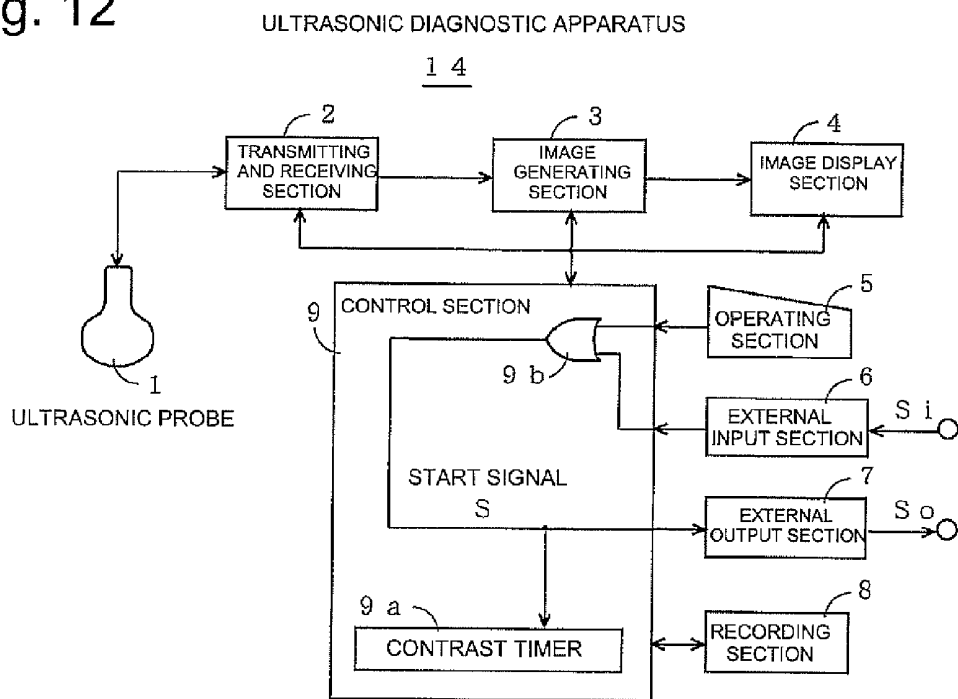 g. 12
ULTRASONIC DIAGNOSTIC APPARATUS
1 4
2
TRANSMITTING
AND RECEIVING
SECTION
3
IMAGE
GENERATING
SECTION
4
IMAGE DISPLAY
SECTION
1
ULTRASONIC PROBE
9
CONTROL SECTION
9 b
5
OPERATING
SECTION
6
EXTERNAL
INPUT SECTION
S i
START SIGNAL
S
7
EXTERNAL
OUTPUT SECTION
S o
9 a
CONTRAST TIMER
8
RECORDING
SECTION